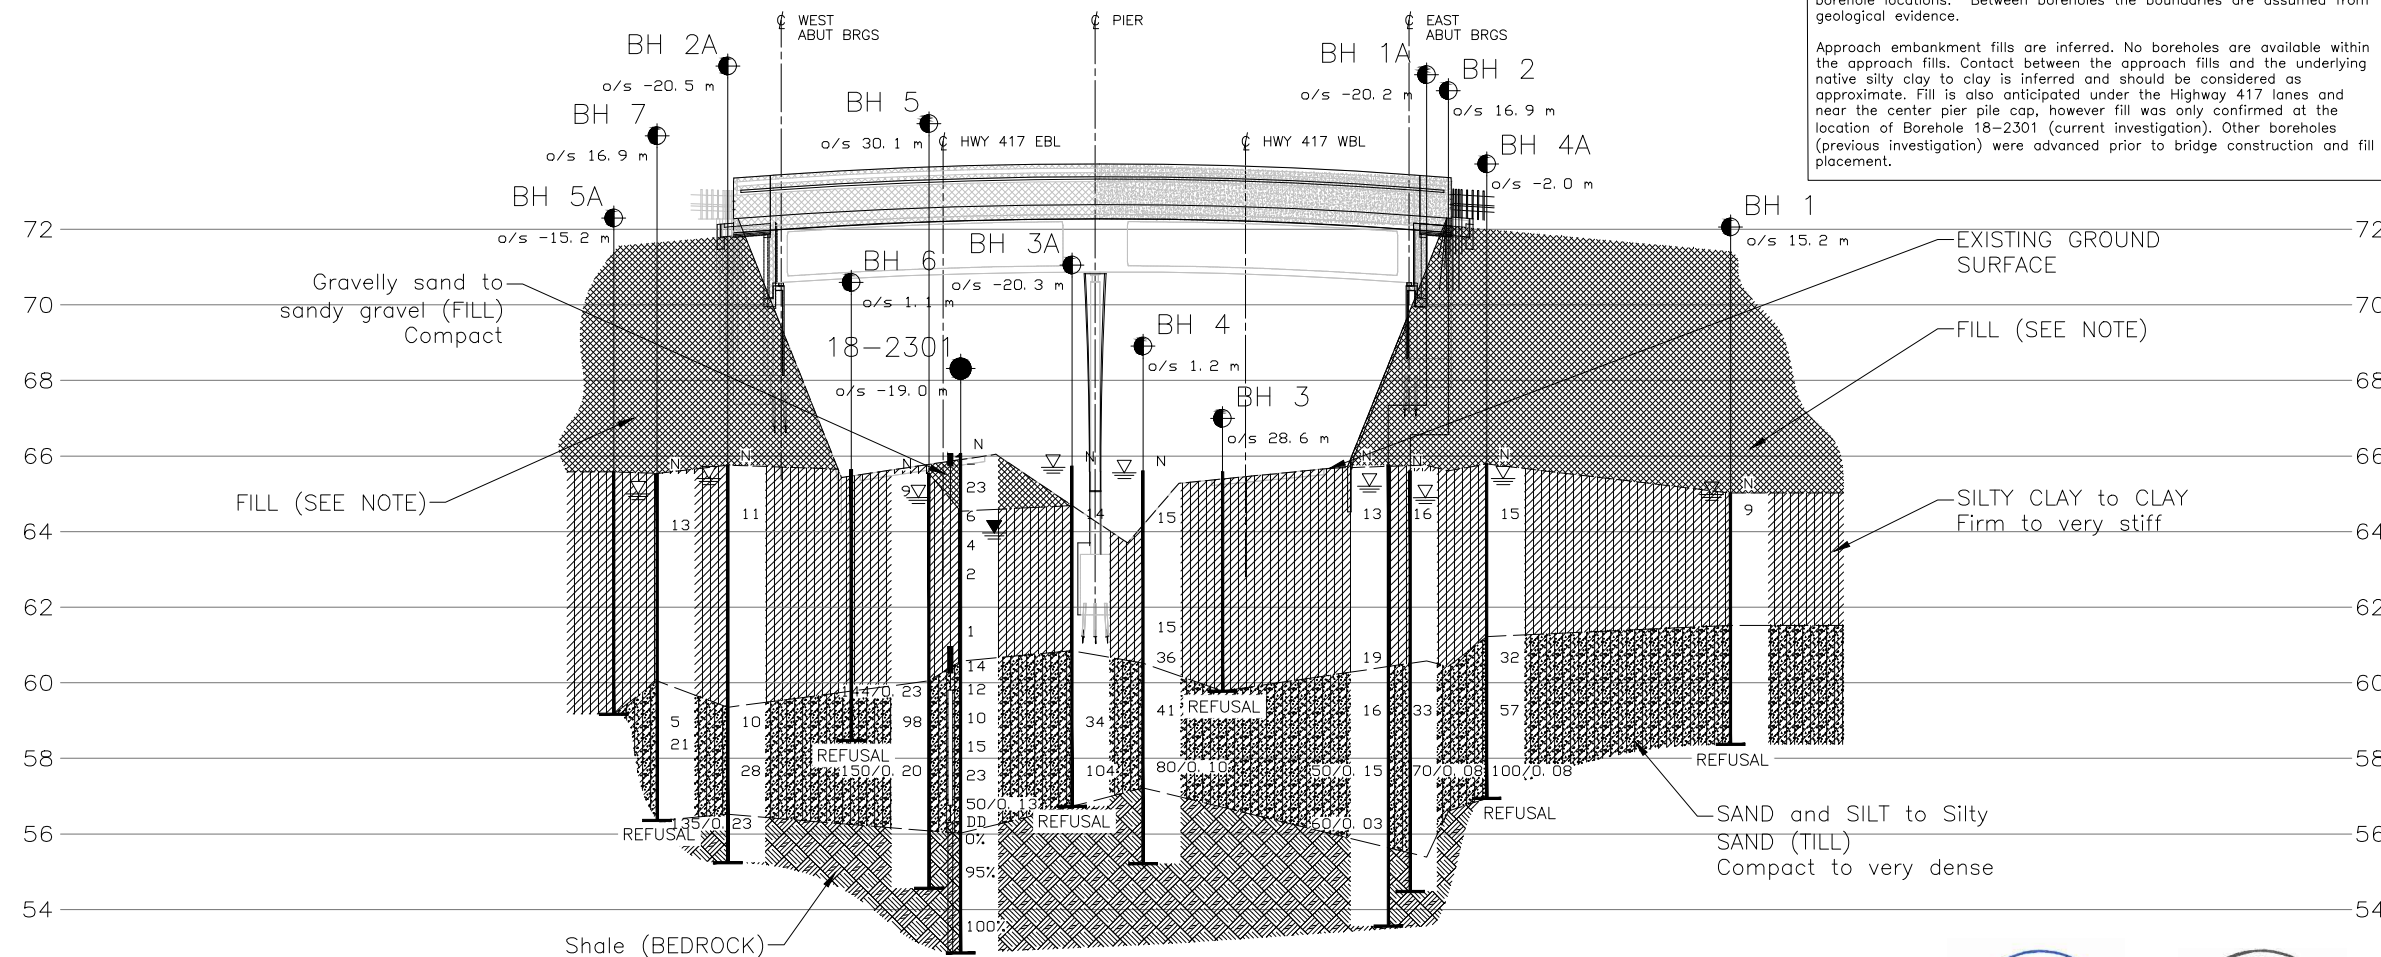 borehole locations. Between boreholes the boundaries are assumed from
geological evidence.
Approach embankment fills are inferred. No boreholes are available within
the approach fills. Contact between the approach fills and the underlying
native silty clay to clay is inferred and should be considered as
approximate. Fill is also anticipated under the Highway 417 lanes and
near the center pier pile cap, however fill was only confirmed at the
location of Borehole 18-2301 (current investigation). Other boreholes
(previous investigation) were advanced prior to bridge construction and fill
placement.
℄ WEST
ABUT BRGS
℄ PIER
℄ EAST
ABUT BRGS
BH 2A
o/s -20.5 m
BH 7
o/s 16.9 m
BH 5A
o/s -15.2 m
BH 5
o/s 30.1 m
℄ HWY 417 EBL
℄ HWY 417 WBL
BH 1A
o/s -20.2 m
BH 2
o/s 16.9 m
BH 4A
o/s -2.0 m
BH 1
o/s 15.2 m
BH 6
o/s 1.1 m
BH 3A
o/s -20.3 m
18-2301
o/s -19.0 m
BH 4
o/s 1.2 m
BH 3
o/s 28.6 m
72
70
68
66
64
62
60
58
56
54
72
70
68
66
64
62
60
58
56
54
Gravelly sand to
sandy gravel (FILL)
Compact
EXISTING GROUND
SURFACE
FILL (SEE NOTE)
FILL (SEE NOTE)
SILTY CLAY to CLAY
Firm to very stiff
SAND and SILT to Silty
SAND (TILL)
Compact to very dense
Shale (BEDROCK)
N
13
5
21
135/0.23
REFUSAL
N
11
10
28
REFUSAL
N
9
44/0.23
98
150/0.20
N
23
6
4
2
1
14
12
10
15
23
50/0.13
DD
0%
95%
100%
N
14
34
104
REFUSAL
N
15
15
36
41
80/0.10
REFUSAL
N
13
19
16
50/0.15
60/0.03
N
16
33
70/0.08
N
15
32
57
100/0.08
REFUSAL
N
9
REFUSAL